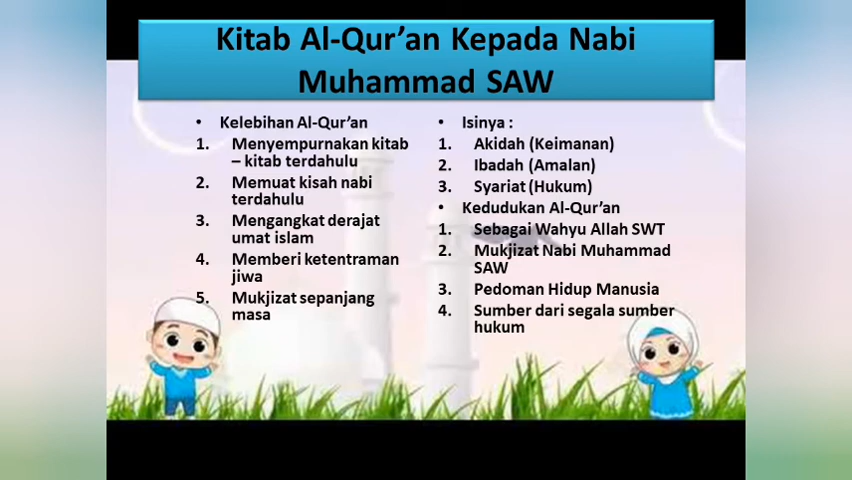 Kitab Al-Qur’an Kepada Nabi
Muhammad SAW
• Kelebihan Al-Qur’an
1. Menyempurnakan kitab
– kitab terdahulu
2. Memuat kisah nabi
terdahulu
3. Mengangkat derajat
umat islam
4. Memberi ketentraman
jiwa
5. Mukjizat sepanjang
masa
• Isinya :
1. Akidah (Keimanan)
2. Ibadah (Amalan)
3. Syariat (Hukum)
• Kedudukan Al-Qur’an
1. Sebagai Wahyu Allah SWT
2. Mukjizat Nabi Muhammad
SAW
3. Pedoman Hidup Manusia
4. Sumber dari segala sumber
hukum